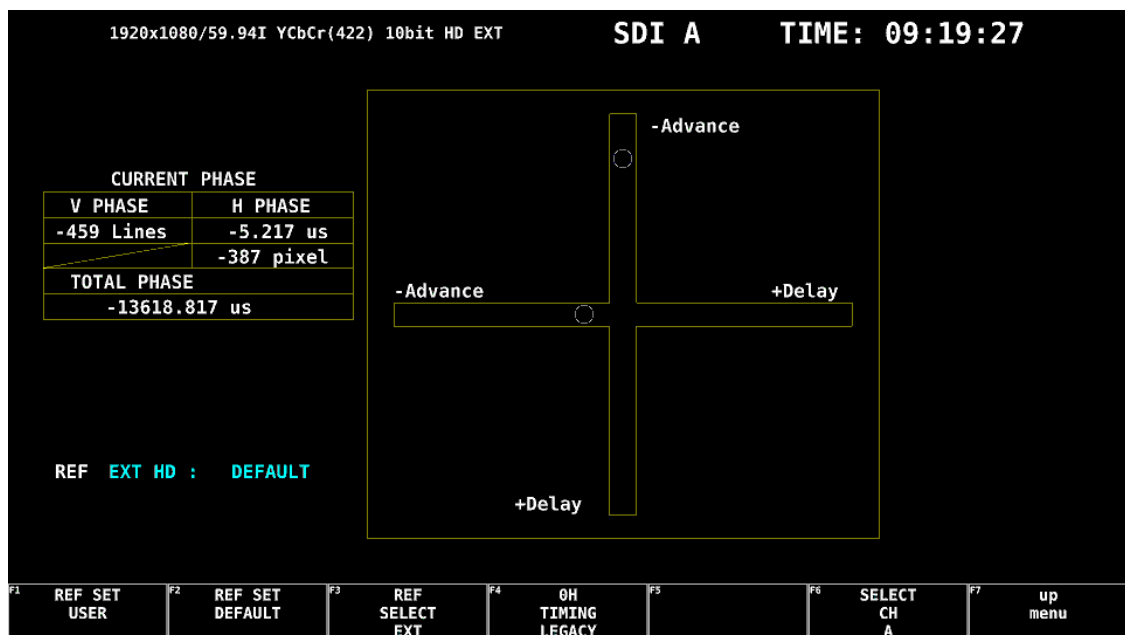 1920x1080/59.94I YCbCr(422) 10bit HD EXT SDI A TIME: 09:19:27
-Advance
CURRENT PHASE
V PHASE H PHASE
-459 Lines -5.217 us
-387 pixel
TOTAL PHASE
-13618.817 us
-Advance +Delay
REF EXT HD : DEFAULT
+Delay
F1 REF SET USER
F2 REF SET DEFAULT
F3 REF SELECT EXT
F4 0H TIMING LEGACY
F5
F6 SELECT CH A
F7 up menu